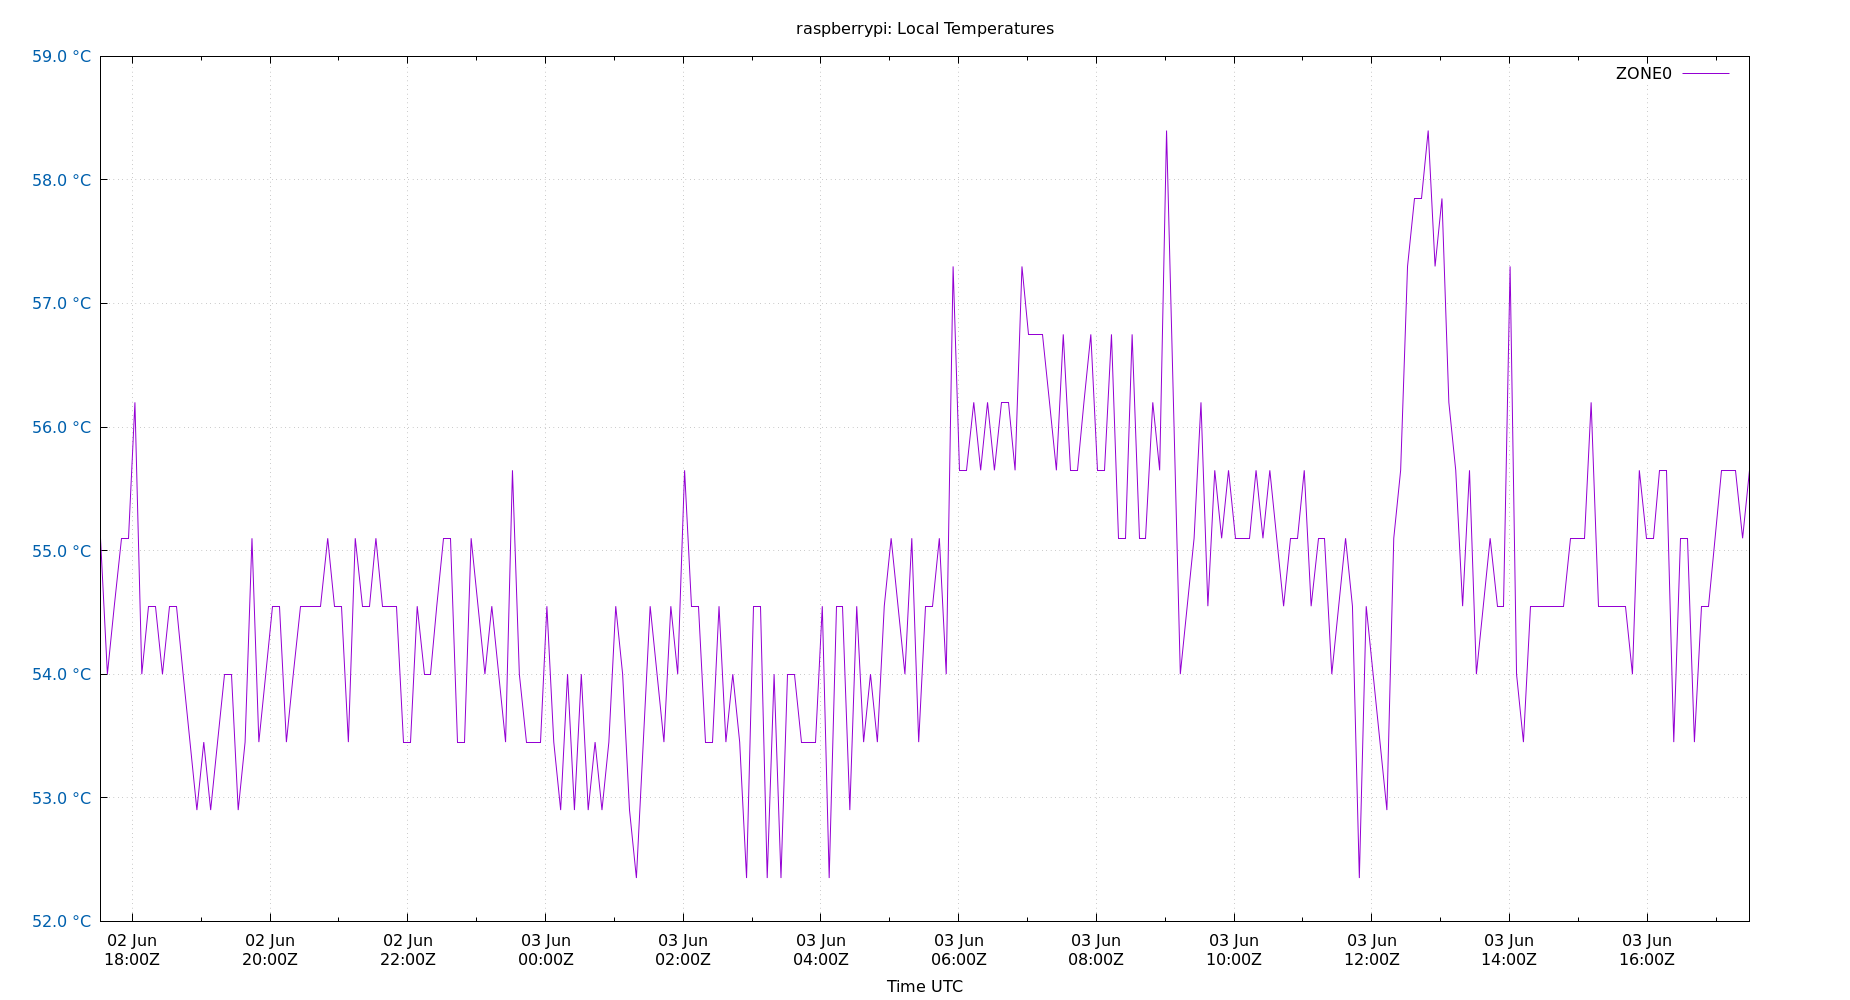 raspberrypi: Local Temperatures
59.0 °C
ZONE0
58.0 °C
57.0 °C
56.0 °C
55.0 °C
54.0 °C
53.0 °C
52.0 °C
02 Jun 02 Jun 02 Jun 03 Jun 03 Jun 03 Jun 03 Jun 03 Jun 03 Jun 03 Jun 03 Jun 03 Jun
18:00Z 20:00Z 22:00Z 00:00Z 02:00Z 04:00Z 06:00Z 08:00Z 10:00Z 12:00Z 14:00Z 16:00Z
Time UTC